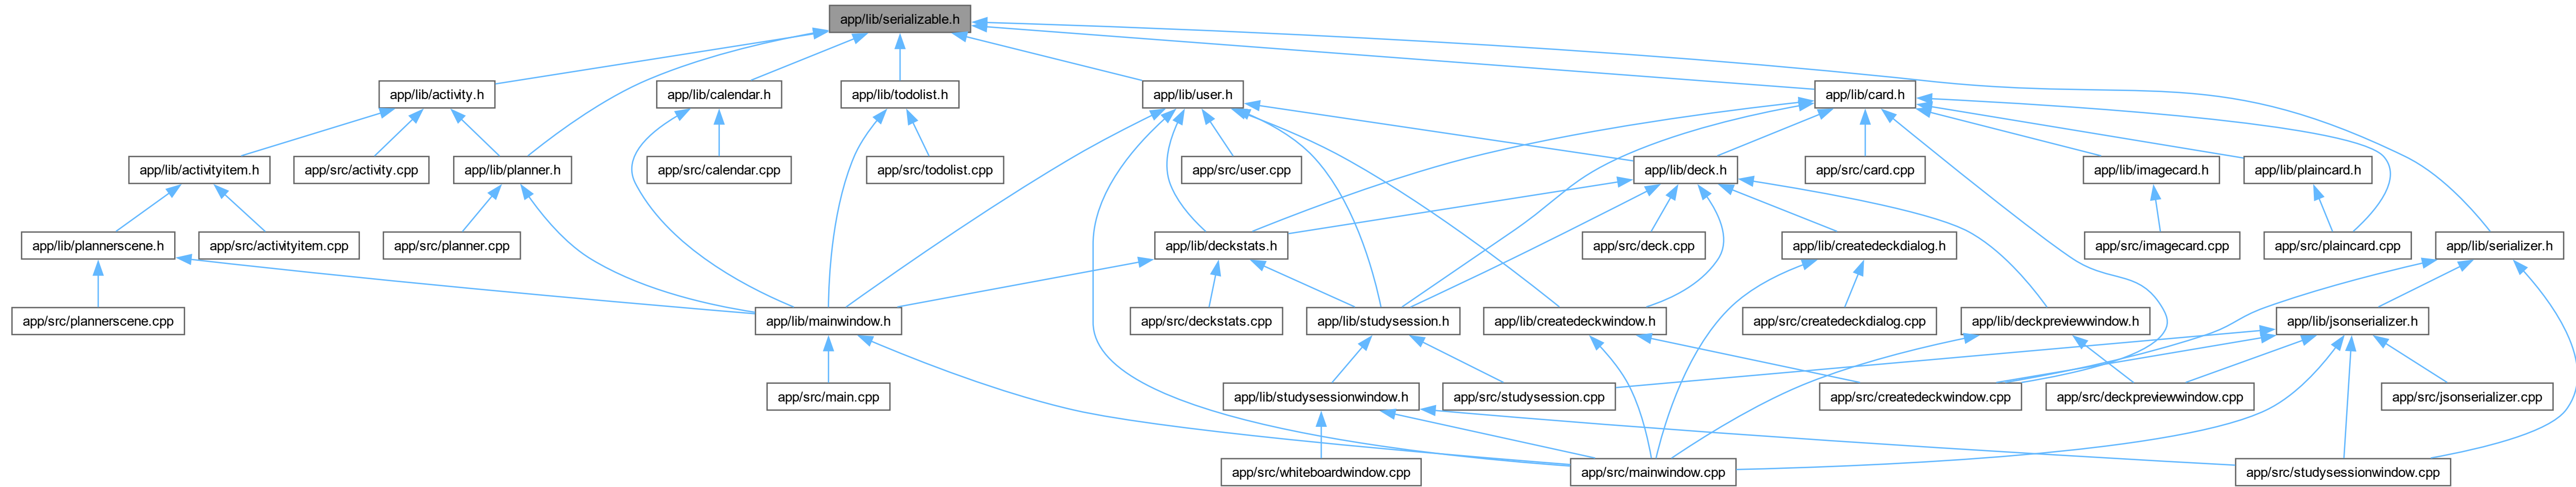 app/lib/serializable.h
app/lib/activity.h
app/lib/calendar.h
app/lib/todolist.h
app/lib/user.h
app/lib/card.h
app/lib/activityitem.h
app/src/activity.cpp
app/lib/planner.h
app/src/calendar.cpp
app/src/todolist.cpp
app/src/user.cpp
app/lib/deck.h
app/src/card.cpp
app/lib/imagecard.h
app/lib/plaincard.h
app/lib/plannerscene.h
app/src/activityitem.cpp
app/src/planner.cpp
app/lib/deckstats.h
app/src/deck.cpp
app/lib/createdeckdialog.h
app/src/imagecard.cpp
app/src/plaincard.cpp
app/lib/serializer.h
app/src/plannerscene.cpp
app/lib/mainwindow.h
app/src/deckstats.cpp
app/lib/studysession.h
app/lib/createdeckwindow.h
app/src/createdeckdialog.cpp
app/lib/deckpreviewwindow.h
app/lib/jsonserializer.h
app/src/main.cpp
app/lib/studysessionwindow.h
app/src/studysession.cpp
app/src/createdeckwindow.cpp
app/src/deckpreviewwindow.cpp
app/src/jsonserializer.cpp
app/src/whiteboardwindow.cpp
app/src/mainwindow.cpp
app/src/studysessionwindow.cpp